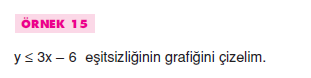 ÖRNEK 15
y ≤ 3x – 6 eşitsizliğinin grafiğini çizelim.